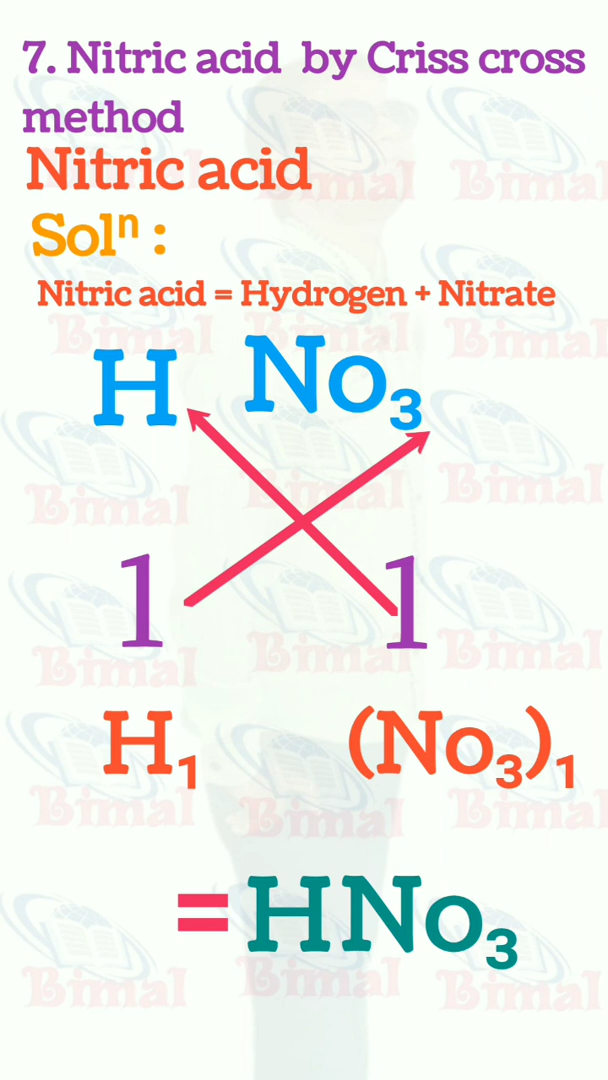 7. Nitric acid by Criss cross
method
Nitric acid
Solⁿ :
Nitric acid = Hydrogen + Nitrate
H No₃
1 1
H₁ (No₃)₁
= HNo₃
Bimal